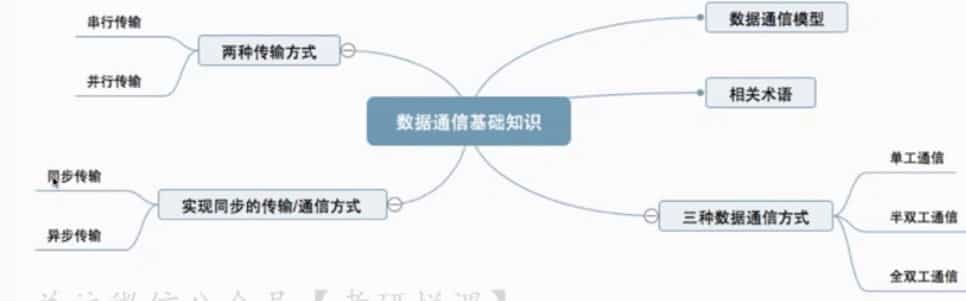 数据通信基础知识
数据通信模型
相关术语
三种数据通信方式
单工通信
半双工通信
全双工通信
两种传输方式
串行传输
并行传输
实现同步的传输/通信方式
同步传输
异步传输